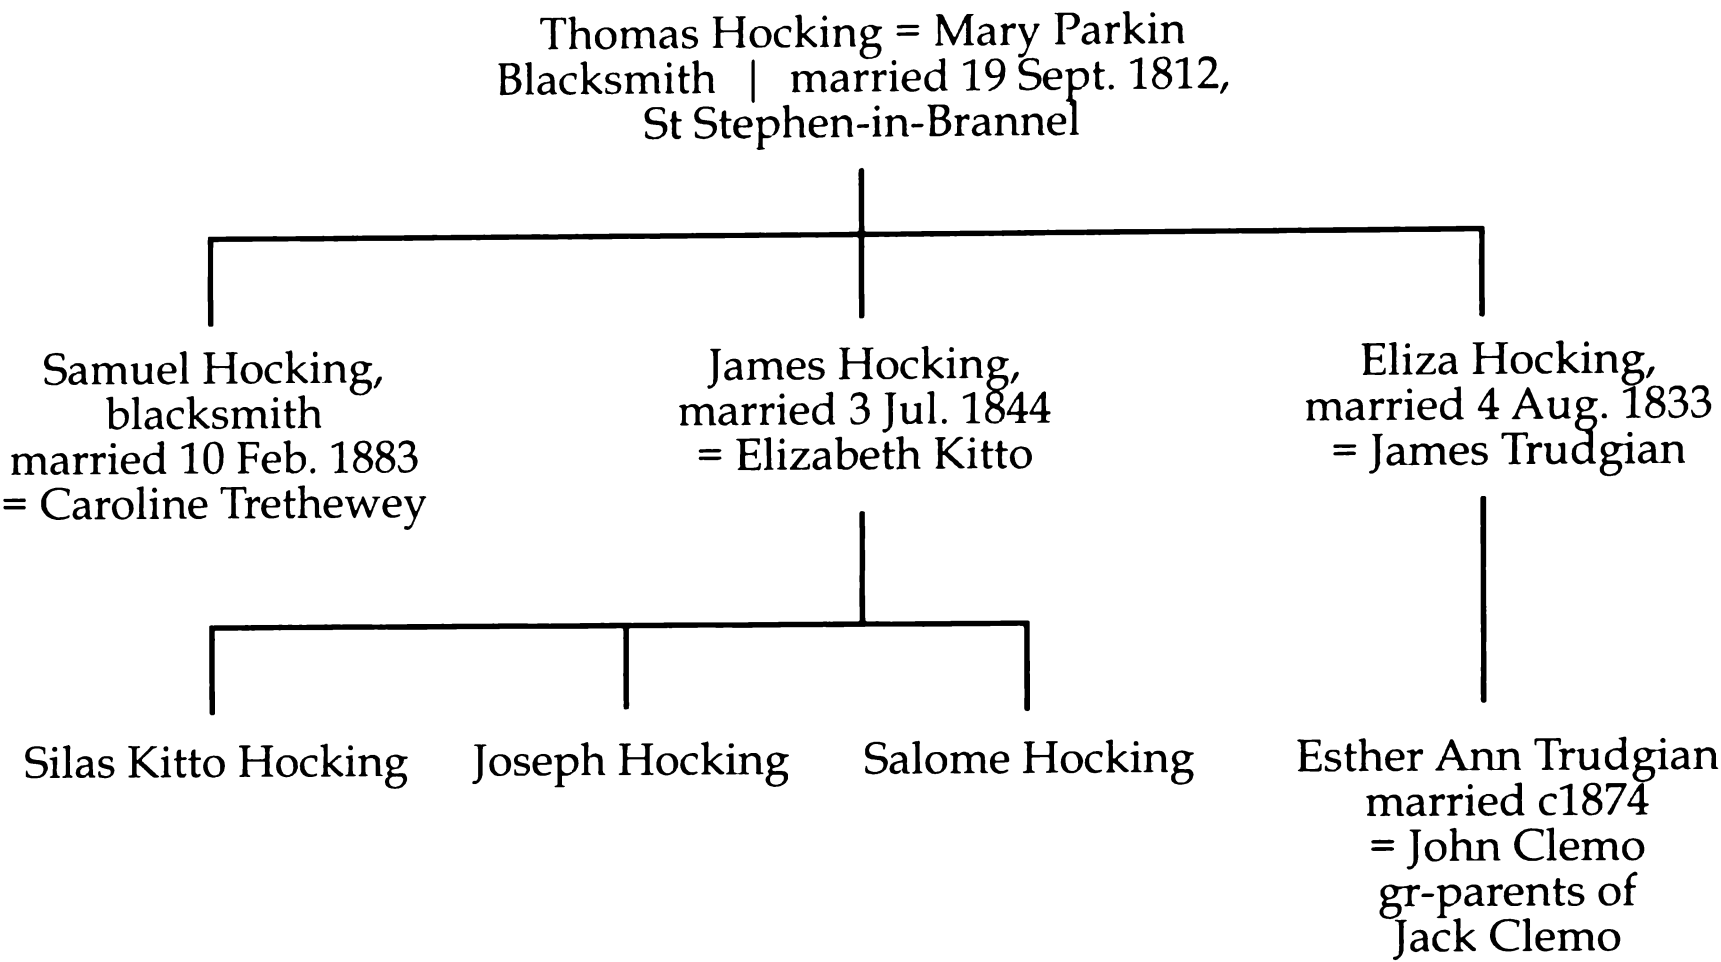 Thomas Hocking = Mary Parkin
Blacksmith | married 19 Sept. 1812,
St Stephen-in-Brannel
Samuel Hocking,
blacksmith
married 10 Feb. 1883
= Caroline Trethewey
James Hocking,
married 3 Jul. 1844
= Elizabeth Kitto
Eliza Hocking,
married 4 Aug. 1833
= James Trudgian
Silas Kitto Hocking
Joseph Hocking
Salome Hocking
Esther Ann Trudgian
married c1874
= John Clemo
gr-parents of
Jack Clemo